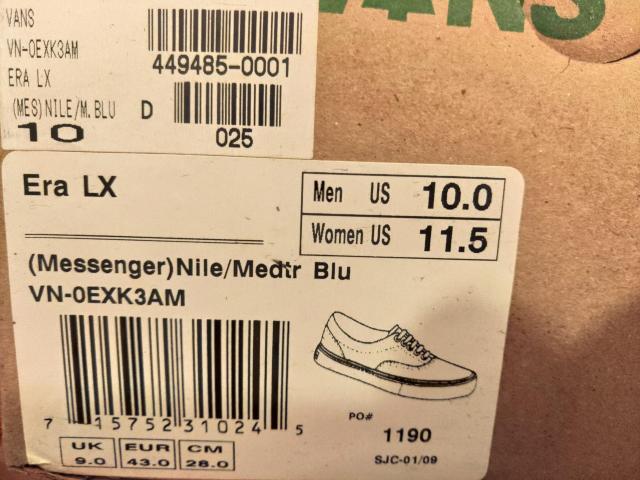 VANS
VANS
VN-0EXK3AM
ERA LX
(MES)NILE/M.BLU D
10
449485-0001
025
Era LX
Men US 10.0
Women US 11.5
(Messenger)Nile/Medtr Blu
VN-0EXK3AM
7 15752 31024 5
UK EUR CM
9.0 43.0 28.0
PO#
1190
SJC-01/09